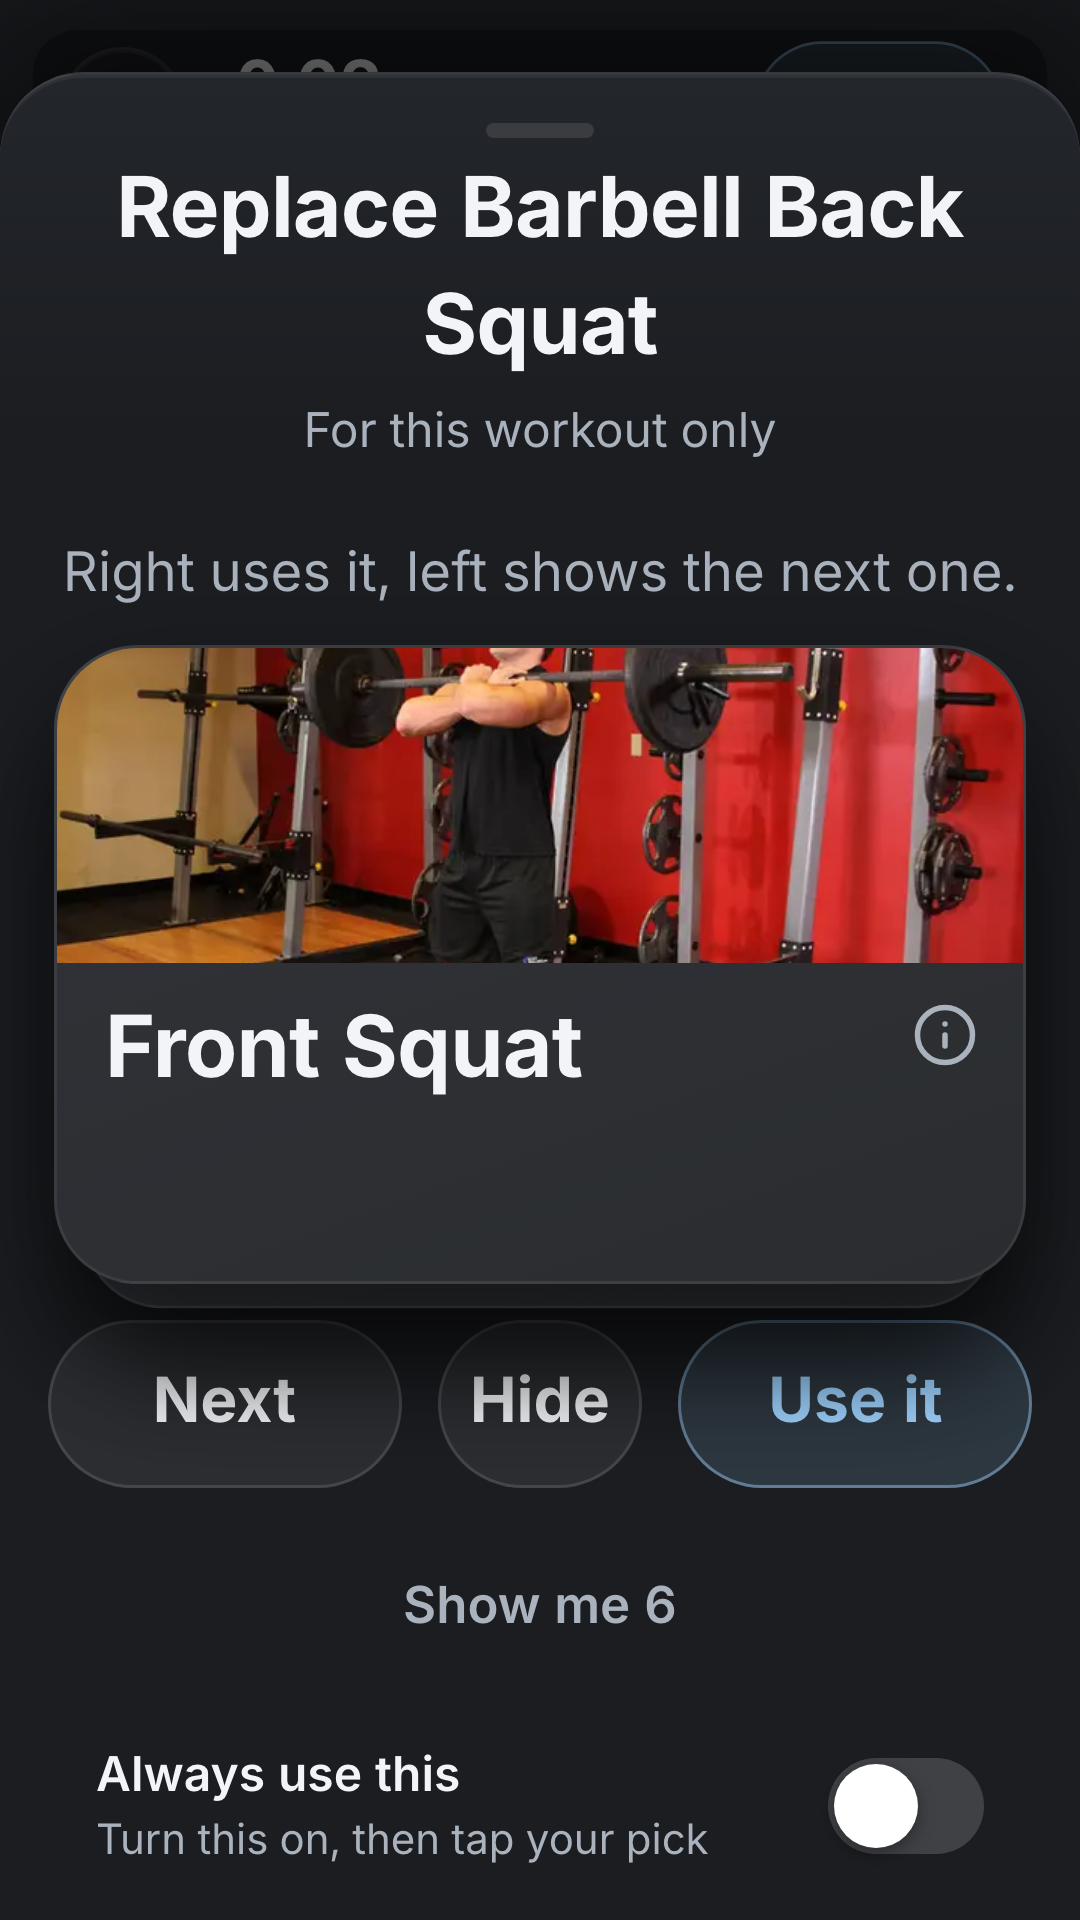 Replace Barbell Back
Squat
For this workout only
Right uses it, left shows the next one.
Front Squat
Next
Hide
Use it
Show me 6
Always use this
Turn this on, then tap your pick